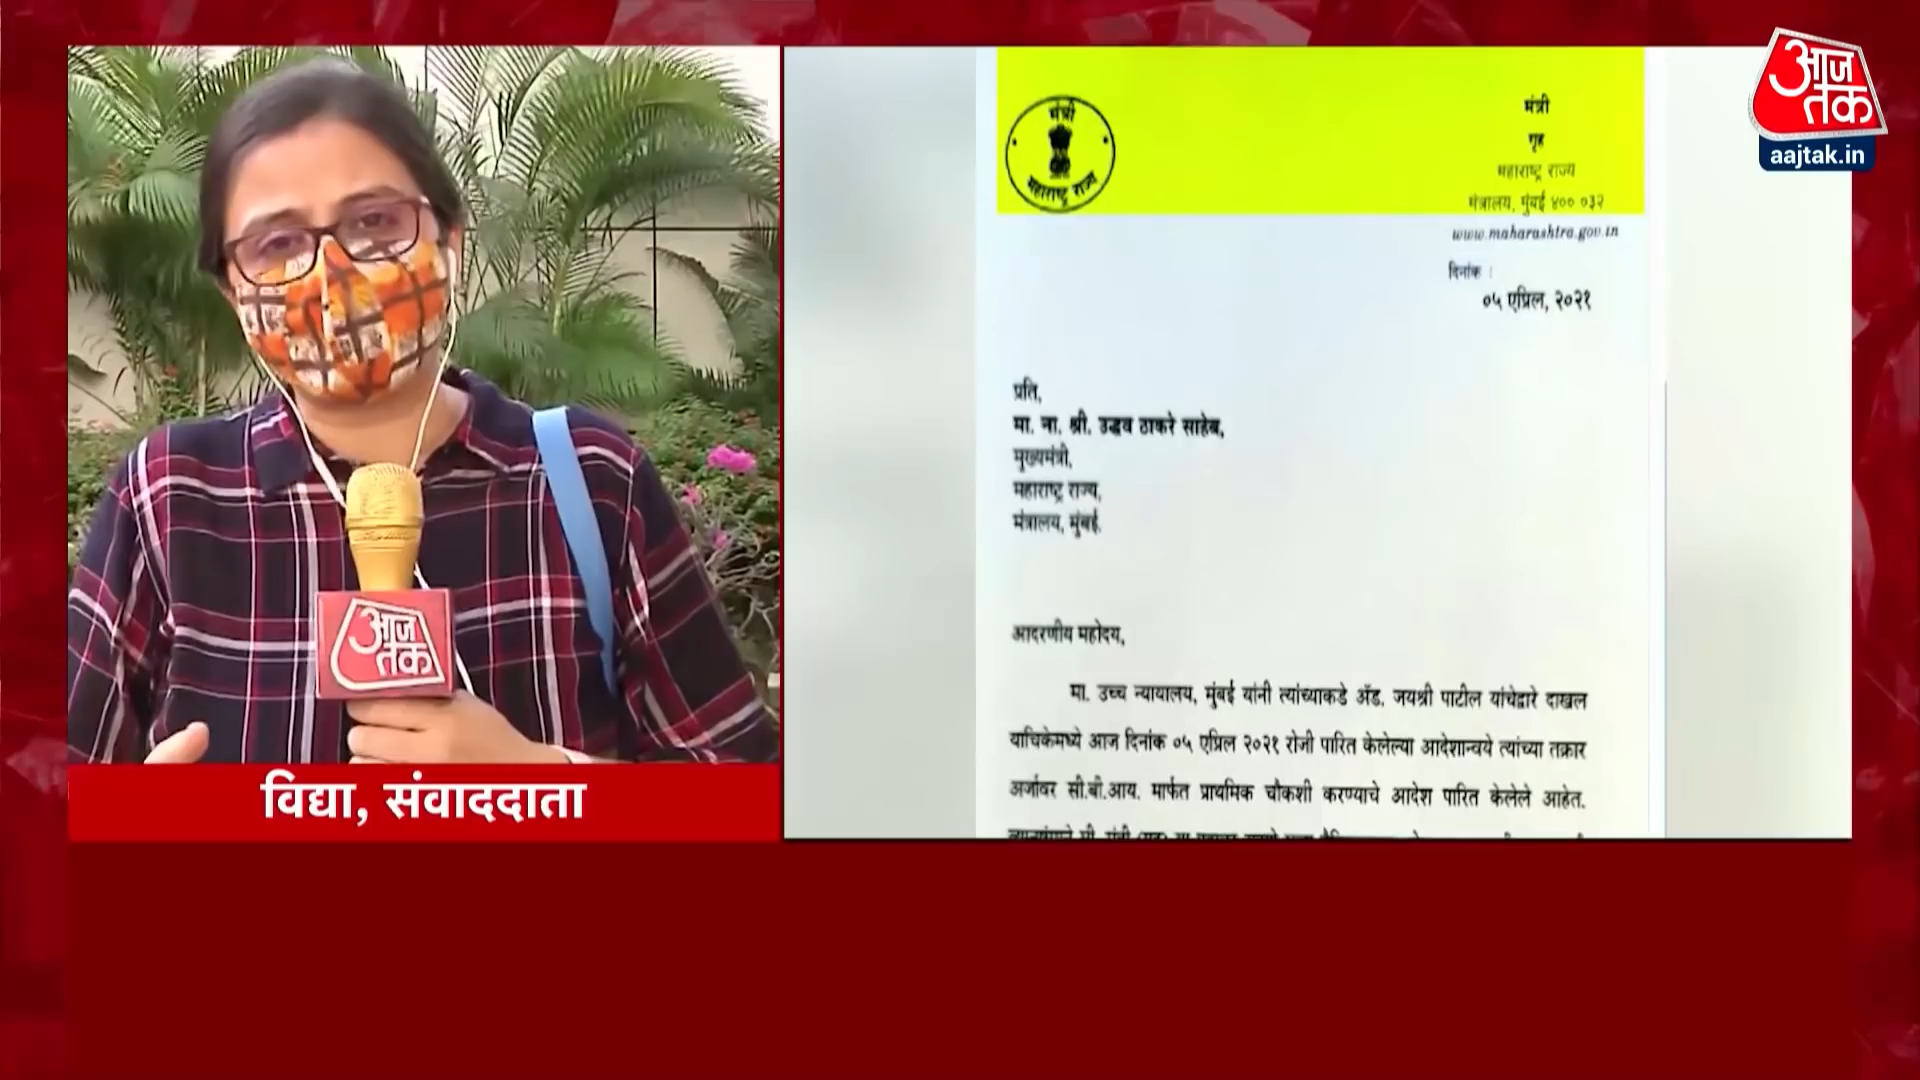 आज
तक
aajtak.in
मंत्री
महाराष्ट्र राज्य
मंत्री
गृह
महाराष्ट्र राज्य
मंत्रालय, मुंबई ४०० ०३२
www.maharashtra.gov.in
दिनांक :
०५ एप्रिल, २०२१
प्रति,
मा. ना. श्री. उद्धव ठाकरे साहेब,
मुख्यमंत्री,
महाराष्ट्र राज्य,
मंत्रालय, मुंबई.
आदरणीय महोदय,
मा. उच्च न्यायालय, मुंबई यांनी त्यांच्याकडे ॲड. जयश्री पाटील यांचेद्वारे दाखल
याचिकेमध्ये आज दिनांक ०५ एप्रिल २०२१ रोजी पारित केलेल्या आदेशान्वये त्यांच्या तक्रार
अर्जावर सी.बी.आय. मार्फत प्राथमिक चौकशी करण्याचे आदेश पारित केलेले आहेत.
आज
तक
विद्या, संवाददाता